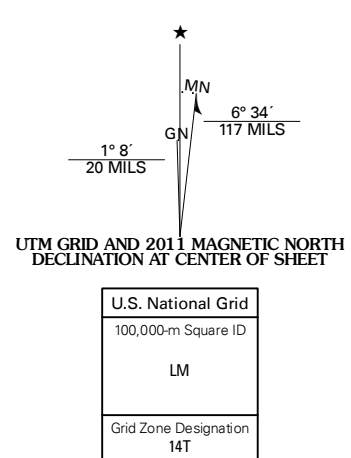 ★
MN
6° 34´
117 MILS
GN
1° 8´
20 MILS
UTM GRID AND 2011 MAGNETIC NORTH
DECLINATION AT CENTER OF SHEET
U.S. National Grid
100,000-m Square ID
LM
Grid Zone Designation
14T